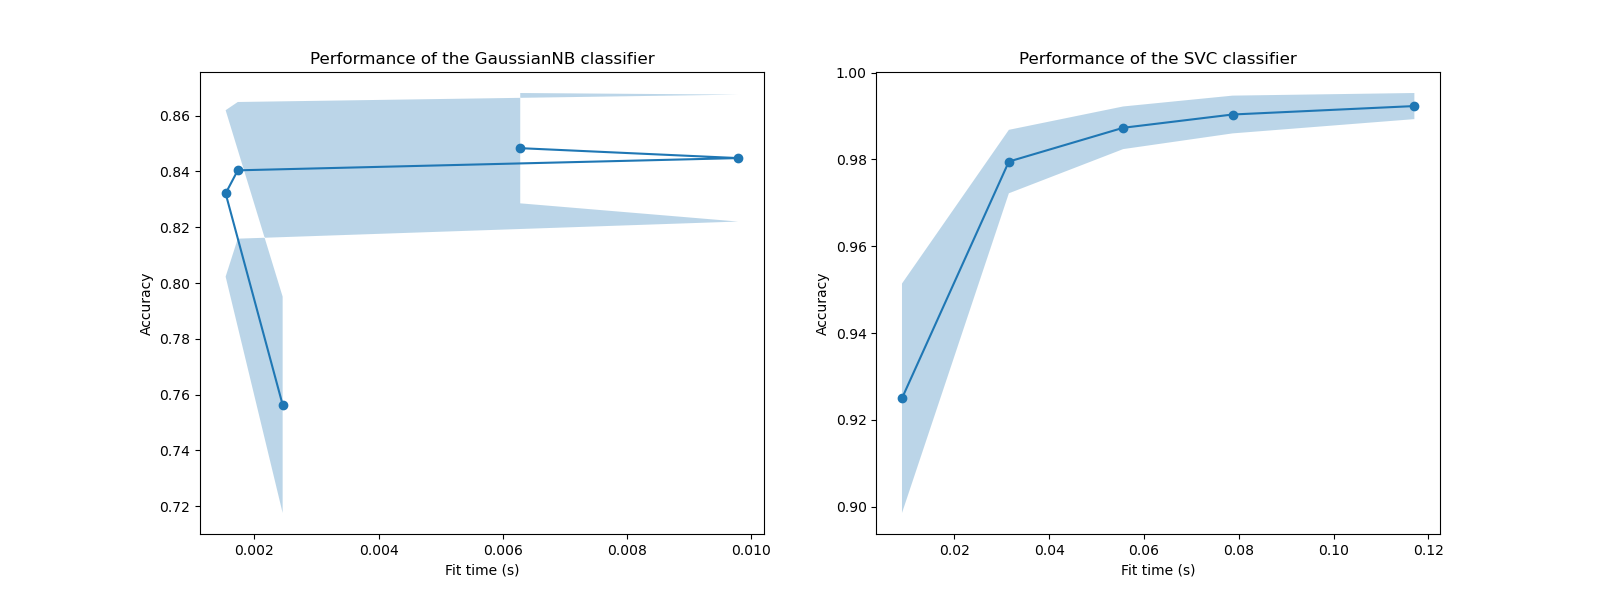 Performance of the GaussianNB classifier
Accuracy
0.86
0.84
0.82
0.80
0.78
0.76
0.74
0.72
0.002 0.004 0.006 0.008 0.010
Fit time (s)
Performance of the SVC classifier
Accuracy
1.00
0.98
0.96
0.94
0.92
0.90
0.02 0.04 0.06 0.08 0.10 0.12
Fit time (s)